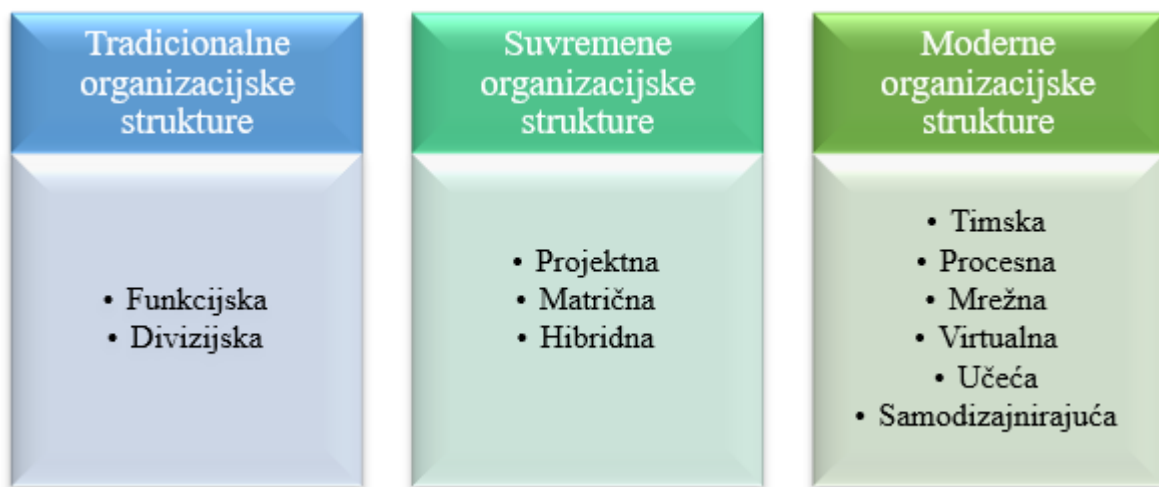 Tradicionalne
organizacijske
strukture
• Funkcijska
• Divizijska
Suvremene
organizacijske
strukture
• Projektna
• Matrična
• Hibridna
Moderne
organizacijske
strukture
• Timska
• Procesna
• Mrežna
• Virtualna
• Učeća
• Samodizajnirajuća